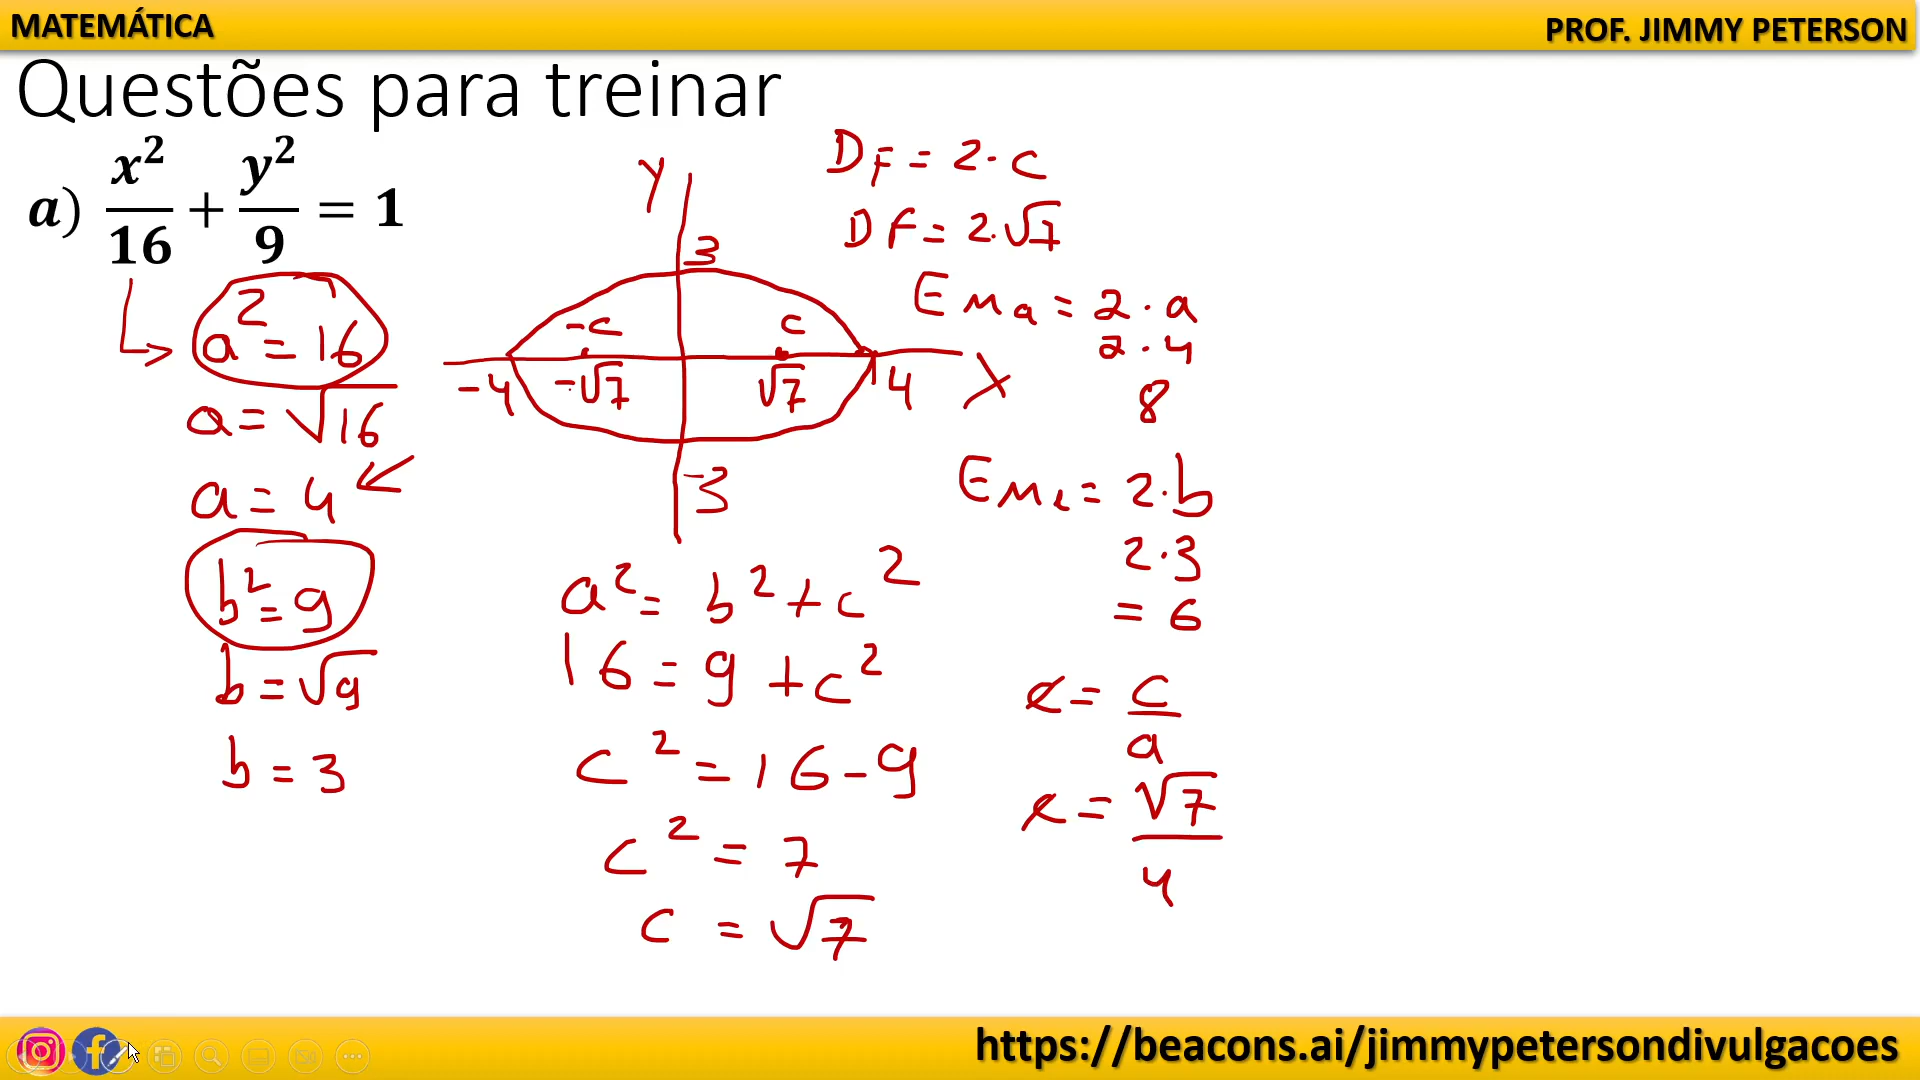 MATEMÁTICA
PROF. JIMMY PETERSON
Questões para treinar
a) x²/16 + y²/9 = 1
a² = 16
a = √16
a = 4
b² = 9
b = √9
b = 3
Y
3
-c
c
-4
-√7
√7
4
X
-3
a² = b² + c²
16 = 9 + c²
c² = 16 - 9
c² = 7
c = √7
DF = 2 · c
DF = 2 · √7
EMa = 2 · a
2 · 4
8
EMe = 2 · b
2 · 3
= 6
e = c/a
e = √7/4
https://beacons.ai/jimmypetersondivulgacoes